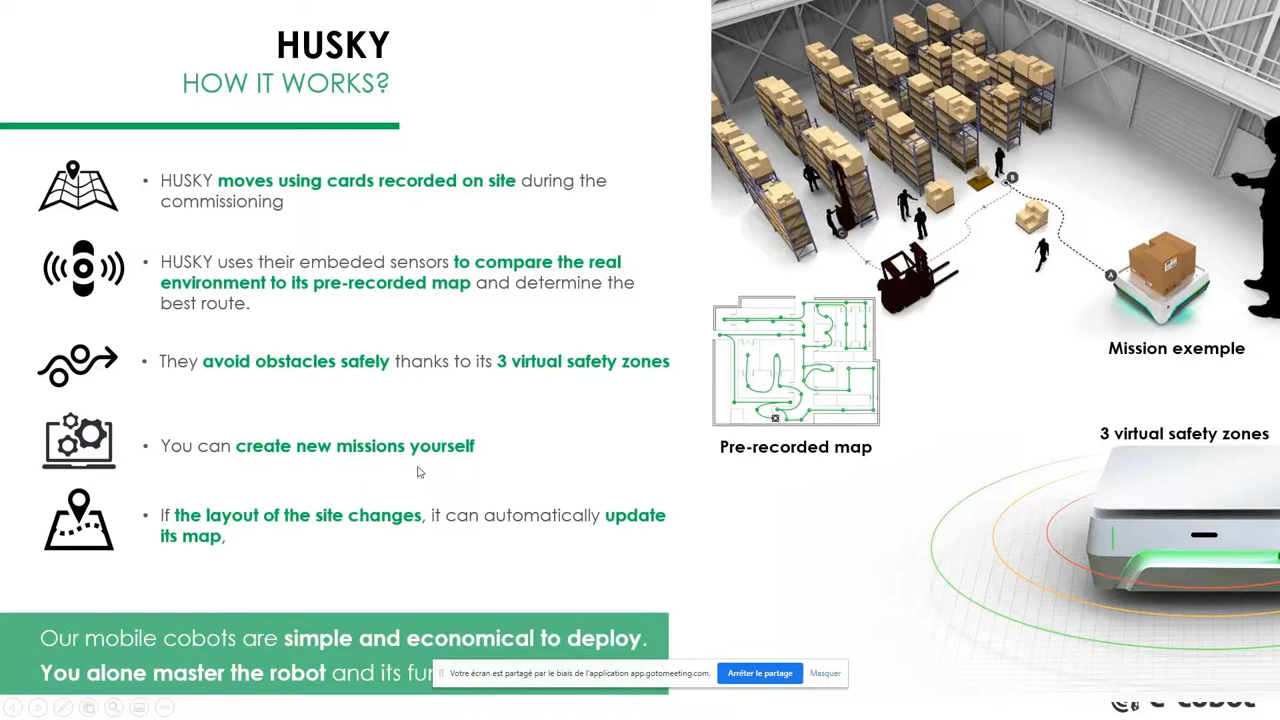 HUSKY
HOW IT WORKS?
• HUSKY moves using cards recorded on site during the
commissioning
• HUSKY uses their embeded sensors to compare the real
environment to its pre-recorded map and determine the
best route.
• They avoid obstacles safely thanks to its 3 virtual safety zones
• You can create new missions yourself
• If the layout of the site changes, it can automatically update
its map,
Our mobile cobots are simple and economical to deploy.
You alone master the robot and its
B
C
A
Mission exemple
Pre-recorded map
3 virtual safety zones
Votre écran est partagé par le biais de l'application app.gotomeeting.com.
Arrêter le partage
Masquer